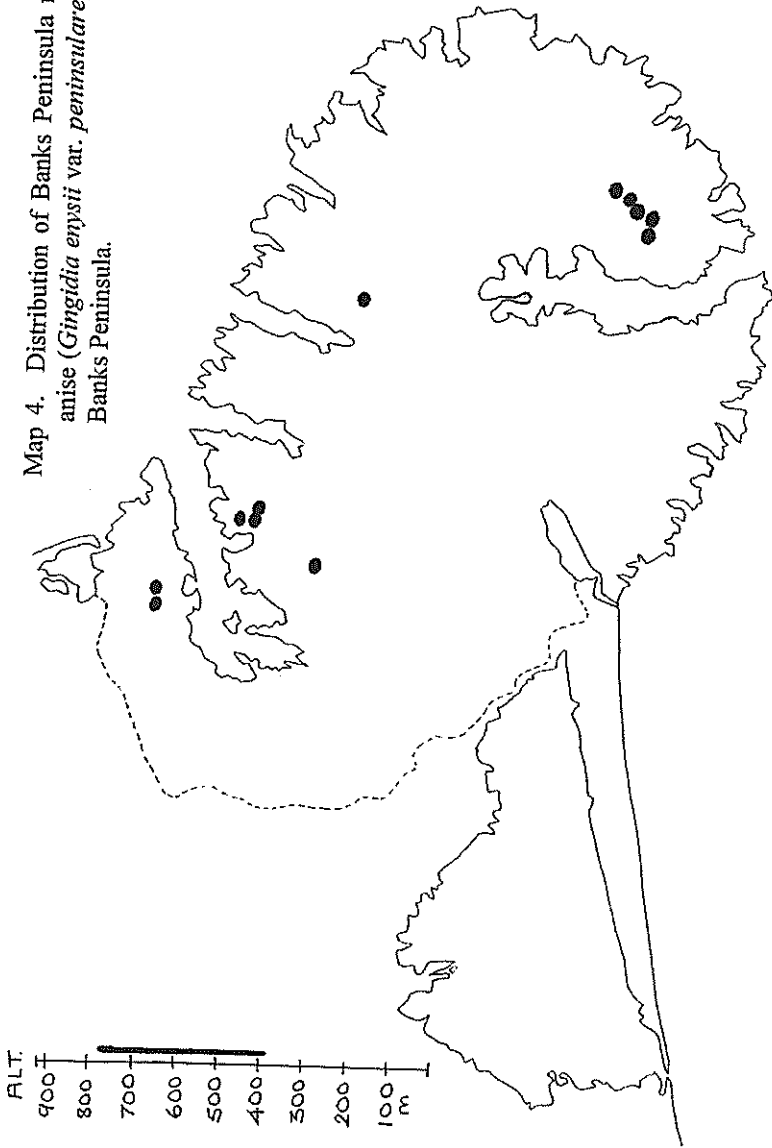 Map 4. Distribution of Banks Peninsula
anise (Gingidia enysii var. peninsulare
Banks Peninsula.
ALT.
900
800
700
600
500
400
300
200
100
m